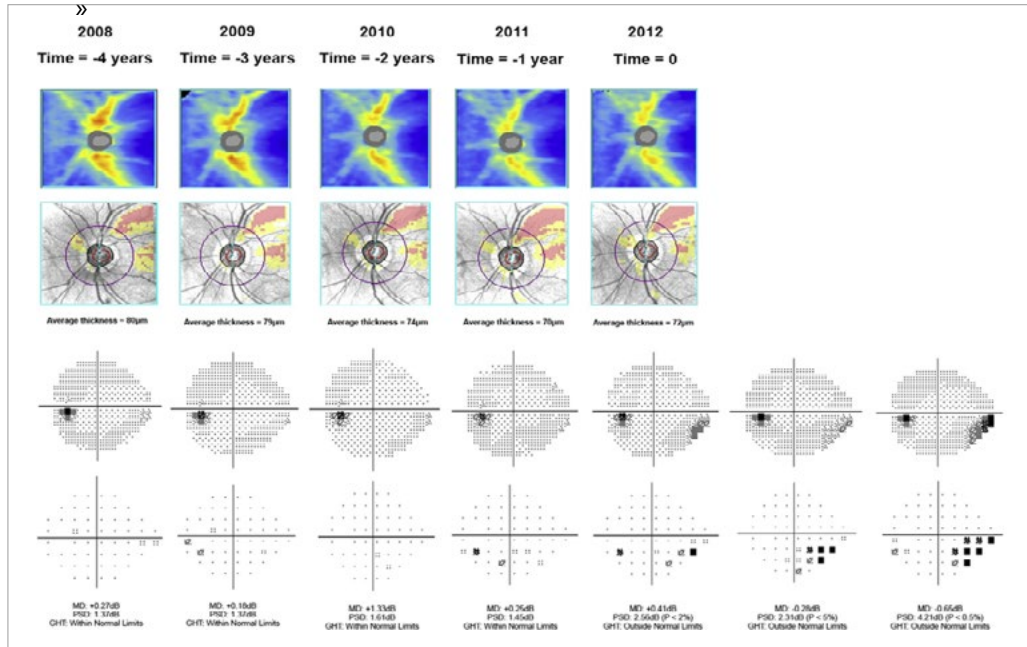 »
2008 2009 2010 2011 2012
Time = -4 years Time = -3 years Time = -2 years Time = -1 year Time = 0
Average thickness = 80µm Average thickness = 79µm Average thickness = 74µm Average thickness = 70µm Average thickness = 72µm
MD: +0.27dB MD: +0.18dB MD: +1.33dB MD: +0.25dB MD: +0.41dB MD: -0.28dB MD: -0.65dB
PSD: 1.37dB PSD: 1.37dB PSD: 1.61dB PSD: 1.45dB PSD: 2.56dB (P < 2%) PSD: 2.31dB (P < 5%) PSD: 4.21dB (P < 0.5%)
GHT: Within Normal Limits GHT: Within Normal Limits GHT: Within Normal Limits GHT: Within Normal Limits GHT: Outside Normal Limits GHT: Outside Normal Limits GHT: Outside Normal Limits